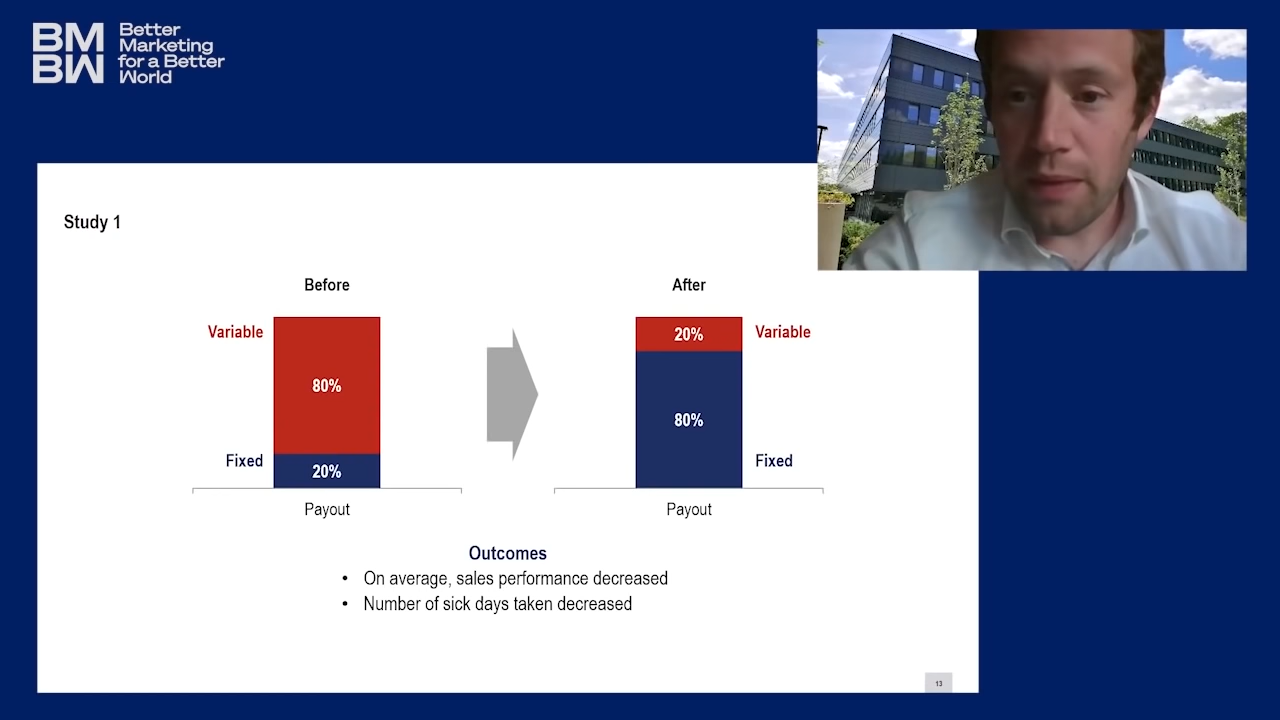 BM
BW
Better
Marketing
for a Better
World
Study 1
Before
After
Variable
80%
20%
Variable
80%
Fixed
20%
Fixed
Payout
Payout
Outcomes
• On average, sales performance decreased
• Number of sick days taken decreased
13